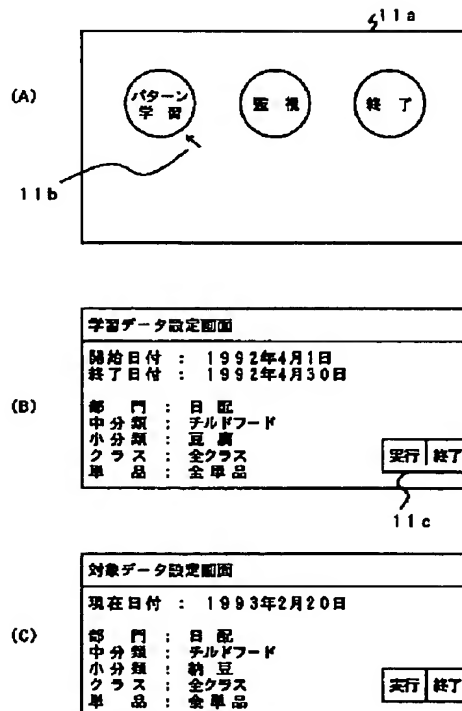 11a
(A)
パターン
学習
監視
終了
11b
学習データ設定画面
開始日付 : 1992年4月1日
終了日付 : 1992年4月30日
(B)
部門 : 日配
中分類 : チルドフード
小分類 : 豆腐
クラス : 全クラス
単品 : 全単品
実行 終了
11c
対象データ設定画面
現在日付 : 1993年2月20日
(C)
部門 : 日配
中分類 : チルドフード
小分類 : 納豆
クラス : 全クラス
単品 : 全単品
実行 終了